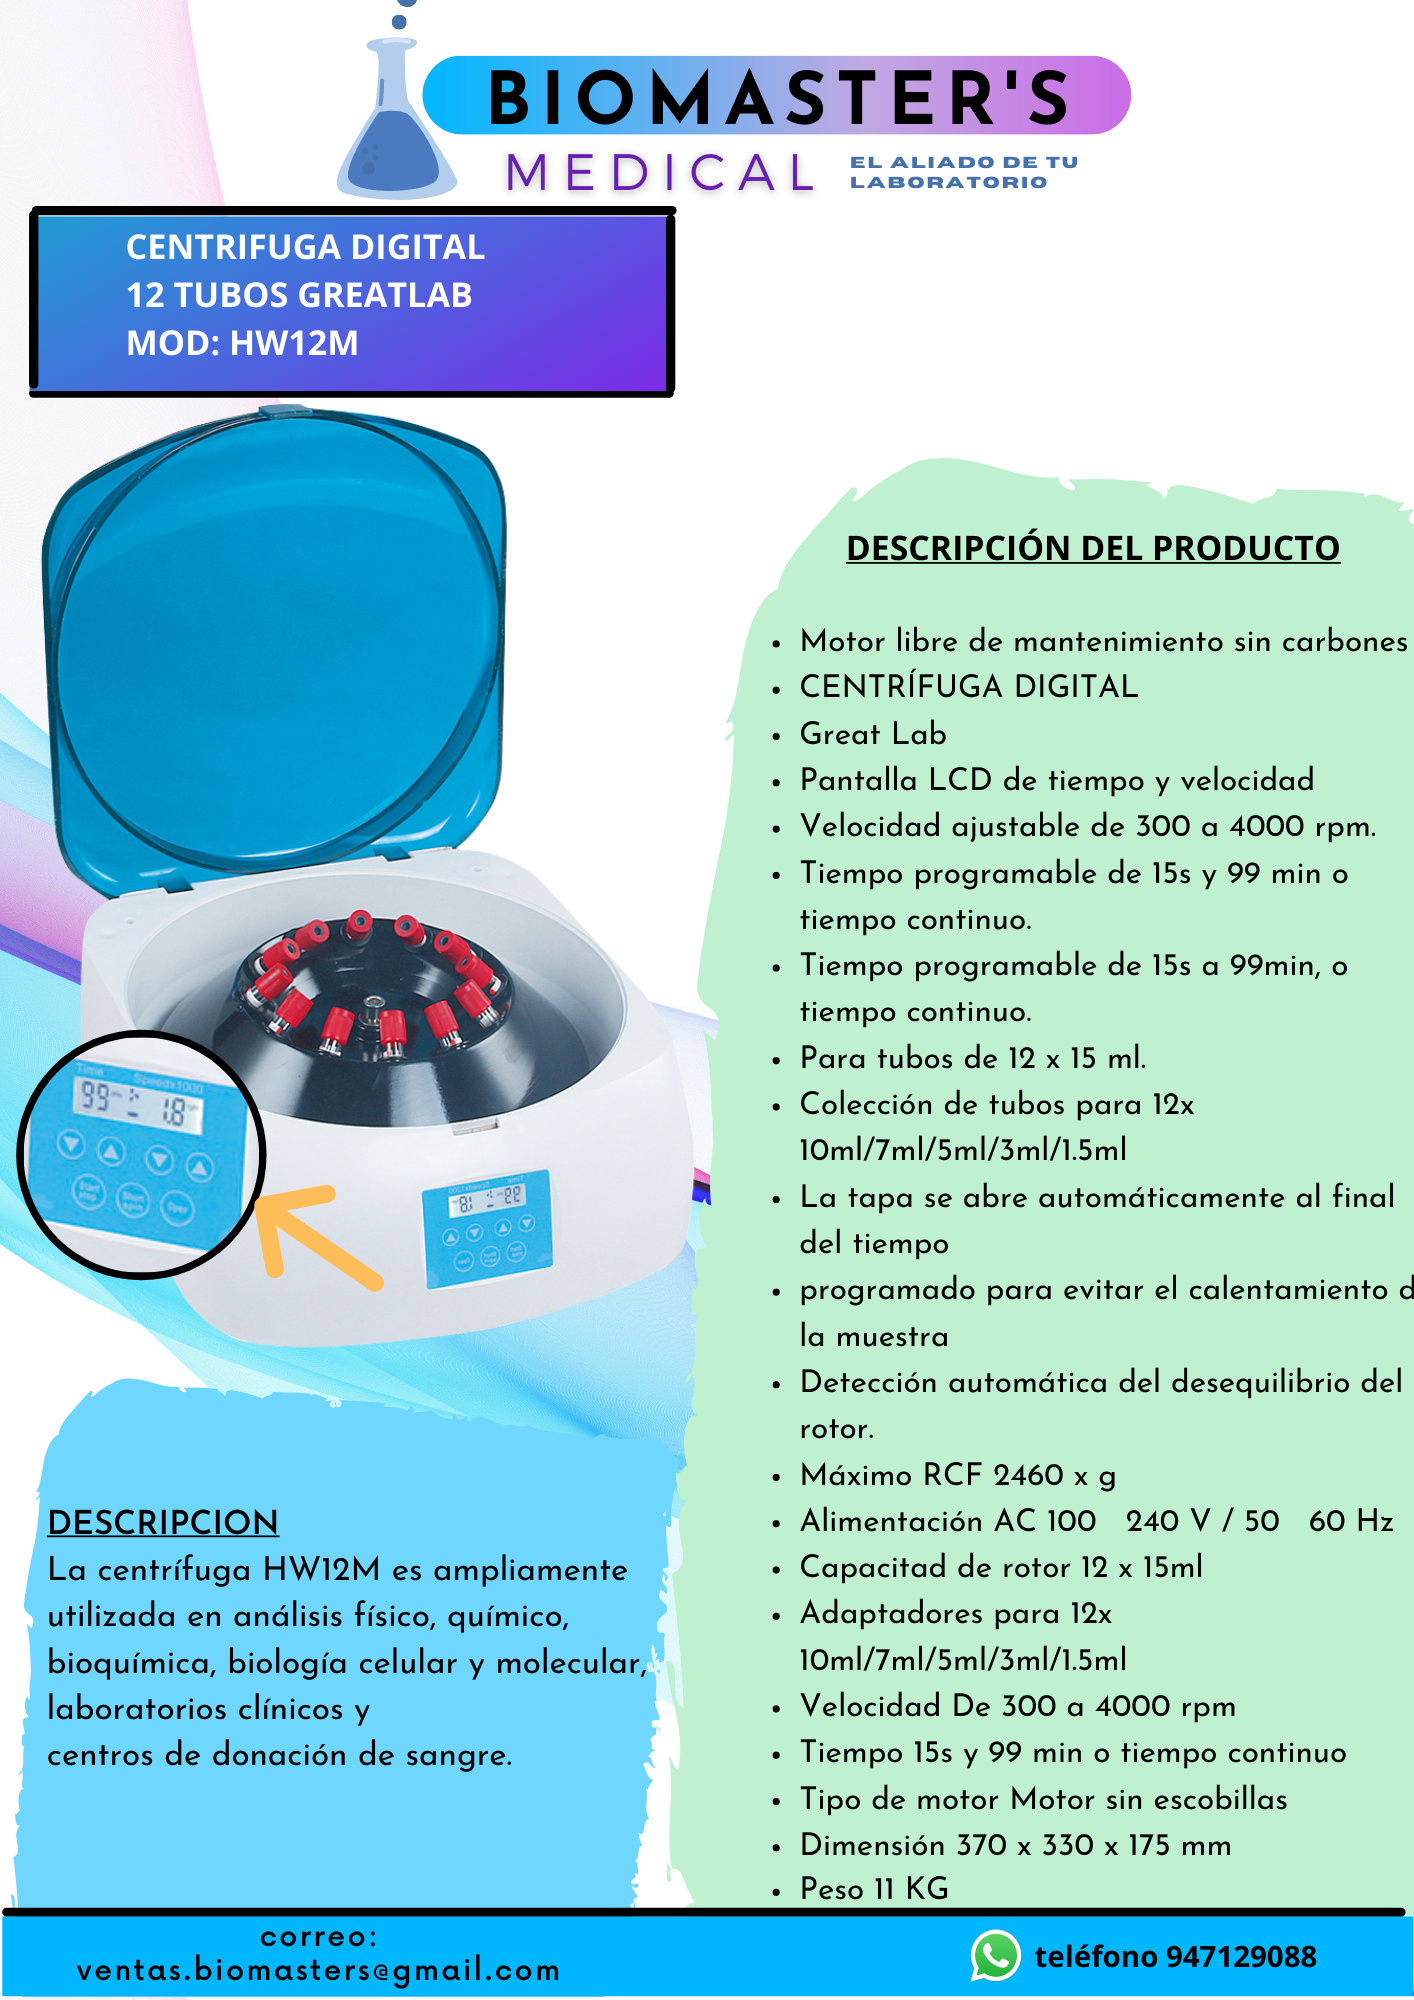 BIOMASTER'S
MEDICAL
EL ALIADO DE TU
LABORATORIO
CENTRIFUGA DIGITAL
12 TUBOS GREATLAB
MOD: HW12M
DESCRIPCIÓN DEL PRODUCTO
• Motor libre de mantenimiento sin carbones
• CENTRÍFUGA DIGITAL
• Great Lab
• Pantalla LCD de tiempo y velocidad
• Velocidad ajustable de 300 a 4000 rpm.
• Tiempo programable de 15s y 99 min o
tiempo continuo.
• Tiempo programable de 15s a 99min, o
tiempo continuo.
• Para tubos de 12 x 15 ml.
• Colección de tubos para 12x
10ml/7ml/5ml/3ml/1.5ml
• La tapa se abre automáticamente al final
del tiempo
• programado para evitar el calentamiento d
la muestra
• Detección automática del desequilibrio del
rotor.
• Máximo RCF 2460 x g
• Alimentación AC 100 240 V / 50 60 Hz
• Capacitad de rotor 12 x 15ml
• Adaptadores para 12x
10ml/7ml/5ml/3ml/1.5ml
• Velocidad De 300 a 4000 rpm
• Tiempo 15s y 99 min o tiempo continuo
• Tipo de motor Motor sin escobillas
• Dimensión 370 x 330 x 175 mm
• Peso 11 KG
Time Speedx1000
99 1.8
Start Short Open
stop spin
DESCRIPCION
La centrífuga HW12M es ampliamente
utilizada en análisis físico, químico,
bioquímica, biología celular y molecular,
laboratorios clínicos y
centros de donación de sangre.
correo:
ventas.biomasters@gmail.com
teléfono 947129088